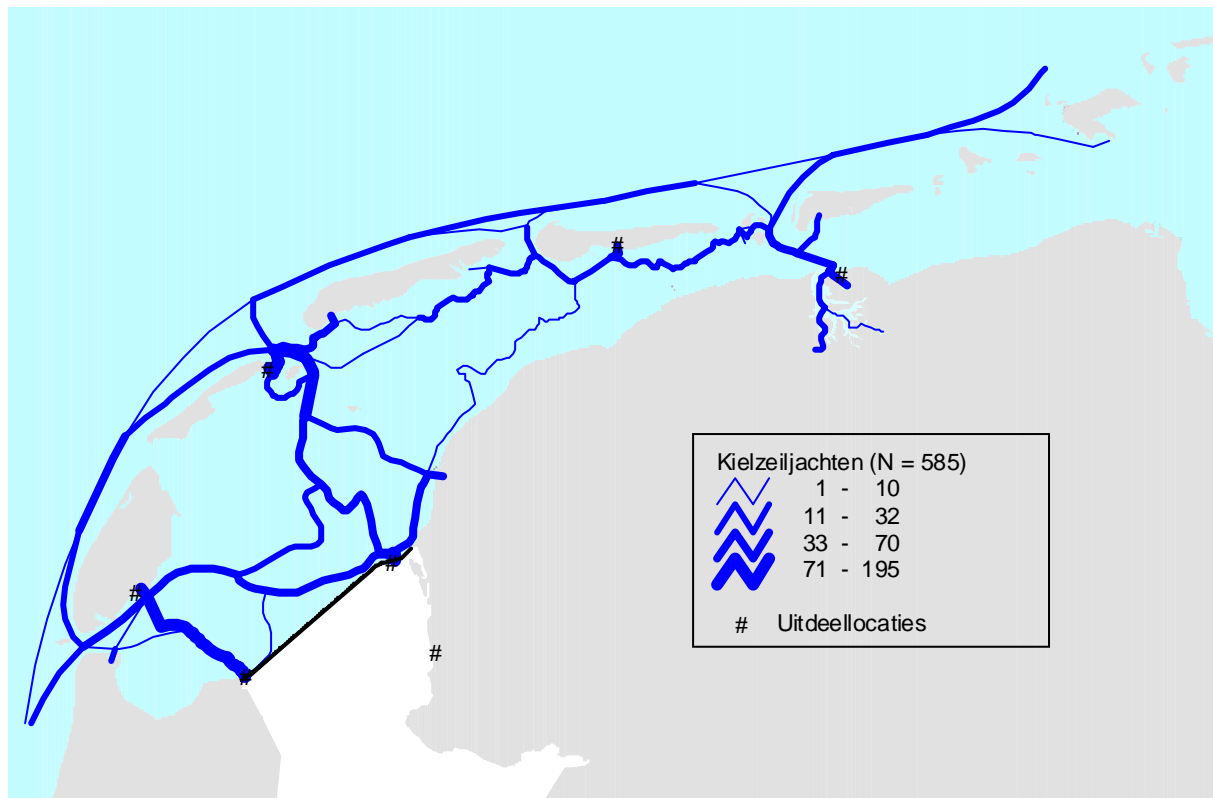 #
#
#
#
#
#
#
Kielzeiljachten (N = 585)
1 - 10
11 - 32
33 - 70
71 - 195
# Uitdeellocaties